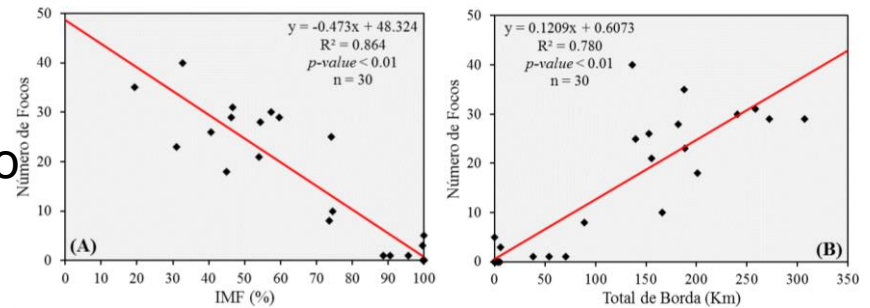 y = -0.473x + 48.324
R² = 0.864
p-value < 0.01
n = 30
50
40
30
20
10
0
Número de Focos
(A)
0 10 20 30 40 50 60 70 80 90 100
IMF (%)
y = 0.1209x + 0.6073
R² = 0.780
p-value < 0.01
n = 30
50
40
30
20
10
0
Número de Focos
(B)
0 50 100 150 200 250 300 350
Total de Borda (Km)